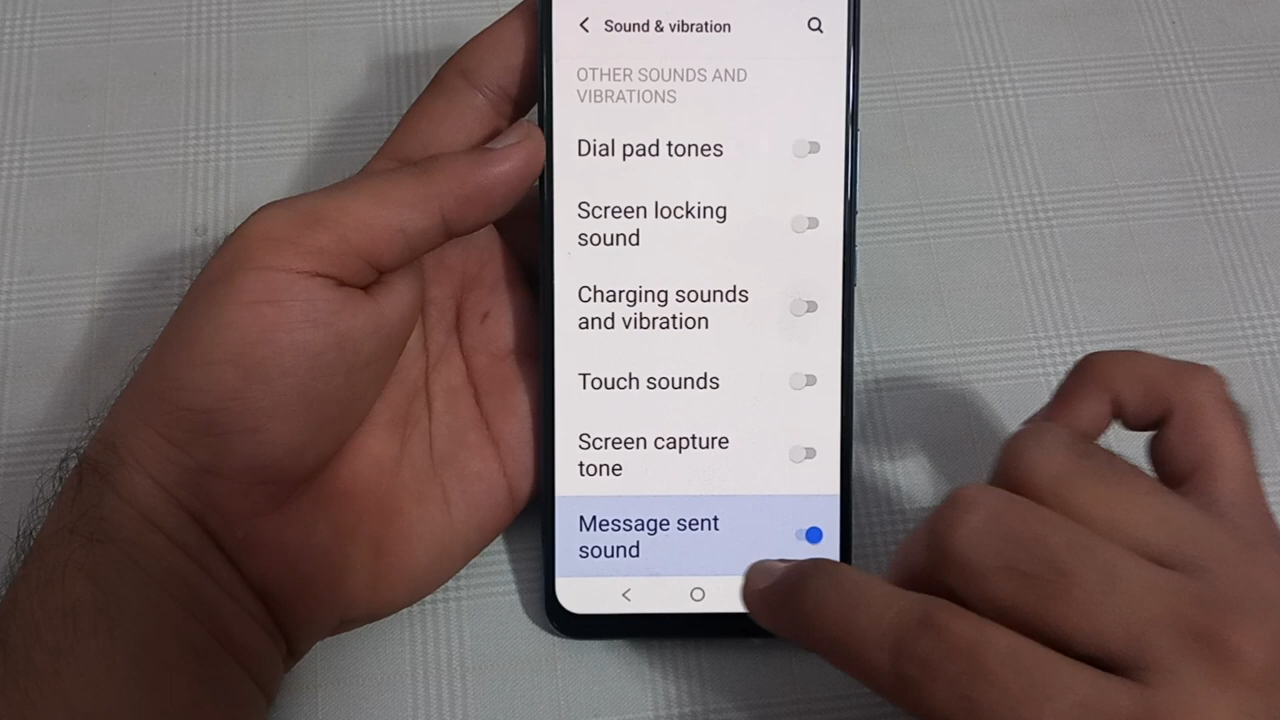 Sound & vibration
OTHER SOUNDS AND
VIBRATIONS
Dial pad tones
Screen locking
sound
Charging sounds
and vibration
Touch sounds
Screen capture
tone
Message sent
sound